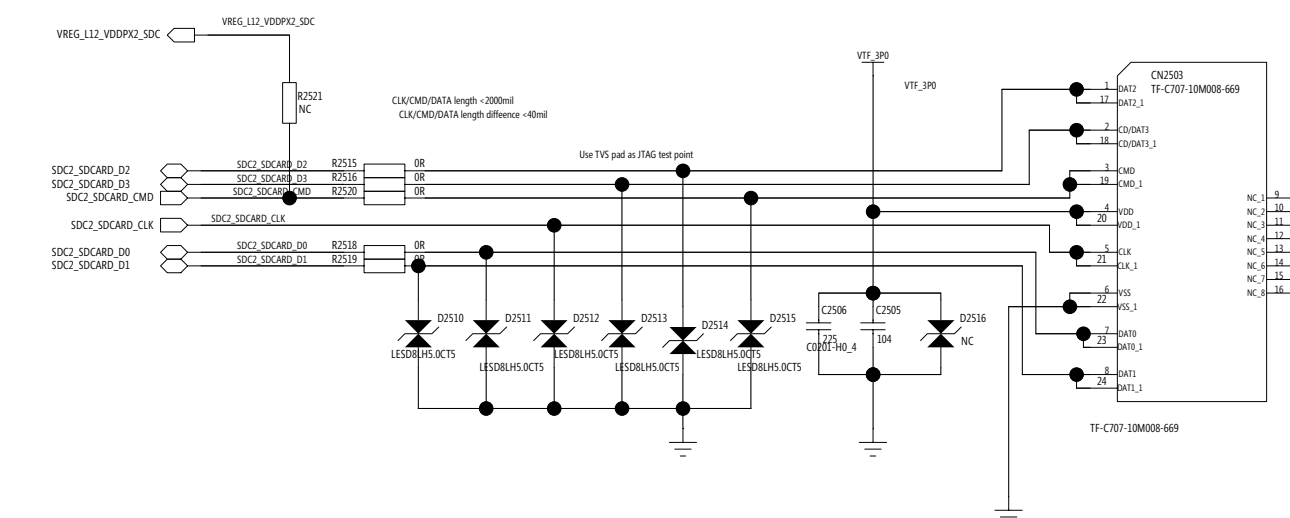 VREG_L12_VDDPX2_SDC
VREG_L12_VDDPX2_SDC
R2521
NC
CLK/CMD/DATA length <2000mil
CLK/CMD/DATA length diffeence <40mil
VTF_3P0
VTF_3P0
CN2503
TF-C707-10M008-669
Use TVS pad as JTAG test point
SDC2_SDCARD_D2
SDC2_SDCARD_D2
R2515
0R
SDC2_SDCARD_D3
SDC2_SDCARD_D3
R2516
0R
SDC2_SDCARD_CMD
SDC2_SDCARD_CMD
R2520
0R
SDC2_SDCARD_CLK
SDC2_SDCARD_CLK
SDC2_SDCARD_D0
SDC2_SDCARD_D0
R2518
0R
SDC2_SDCARD_D1
SDC2_SDCARD_D1
R2519
0R
1 DAT2
17 DAT2_1
2 CD/DAT3
18 CD/DAT3_1
3 CMD
19 CMD_1
4 VDD
20 VDD_1
5 CLK
21 CLK_1
6 VSS
22 VSS_1
7 DAT0
23 DAT0_1
8 DAT1
24 DAT1_1
NC_1 9
NC_2 10
NC_3 11
NC_4 12
NC_5 13
NC_6 14
NC_7 15
NC_8 16
D2510
LESD8LH5.0CT5
D2511
LESD8LH5.0CT5
D2512
LESD8LH5.0CT5
D2513
LESD8LH5.0CT5
D2514
LESD8LH5.0CT5
D2515
LESD8LH5.0CT5
C2506
225
C0201-H0_4
C2505
104
D2516
NC
TF-C707-10M008-669